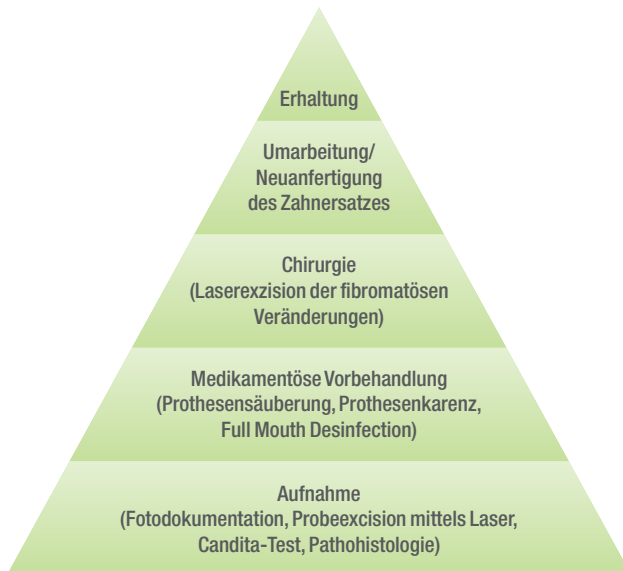 Erhaltung
Umarbeitung/
Neuanfertigung
des Zahnersatzes
Chirurgie
(Laserexzision der fibromatösen
Veränderungen)
Medikamentöse Vorbehandlung
(Prothesensäuberung, Prothesenkarenz,
Full Mouth Desinfection)
Aufnahme
(Fotodokumentation, Probeexcision mittels Laser,
Candita-Test, Pathohistologie)